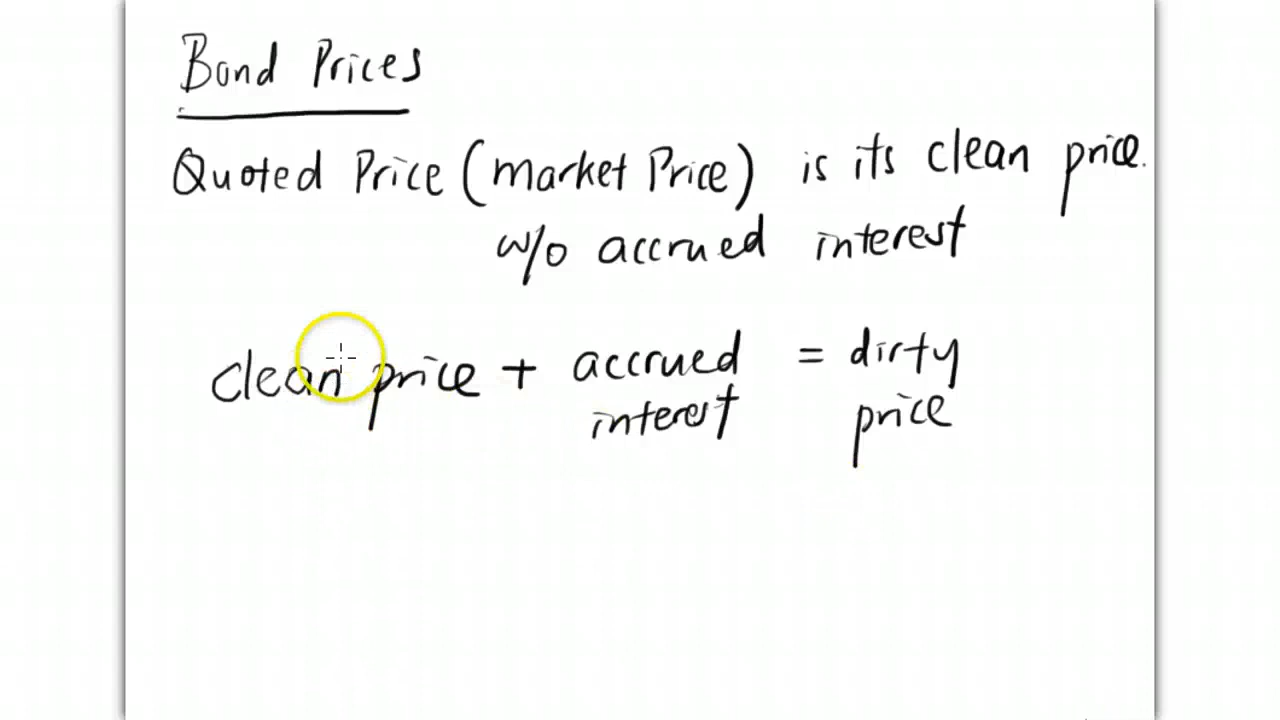 Bond Prices
Quoted Price (market Price) is its clean price.
w/o accrued interest
clean price + accrued = dirty
interest price